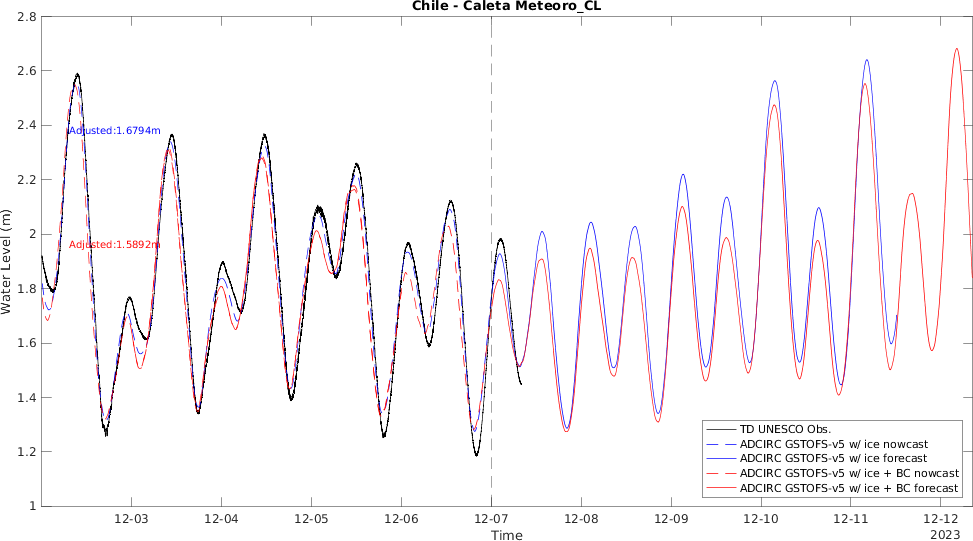 Chile - Caleta Meteoro_CL
2.8
2.6
2.4
2.2
2
1.8
1.6
1.4
1.2
1
Water Level (m)
Adjusted:1.6794m
Adjusted:1.5892m
TD UNESCO Obs.
ADCIRC GSTOFS-v5 w/ ice nowcast
ADCIRC GSTOFS-v5 w/ ice forecast
ADCIRC GSTOFS-v5 w/ ice + BC nowcast
ADCIRC GSTOFS-v5 w/ ice + BC forecast
12-03 12-04 12-05 12-06 12-07 12-08 12-09 12-10 12-11 12-12
2023
Time